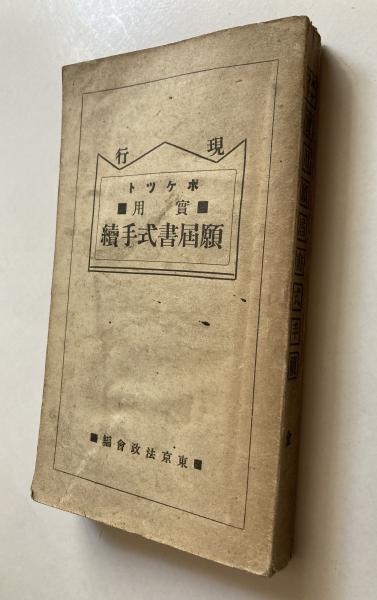 現行
ポケット
■實用■
願屆書式手續
■東京法政會編■